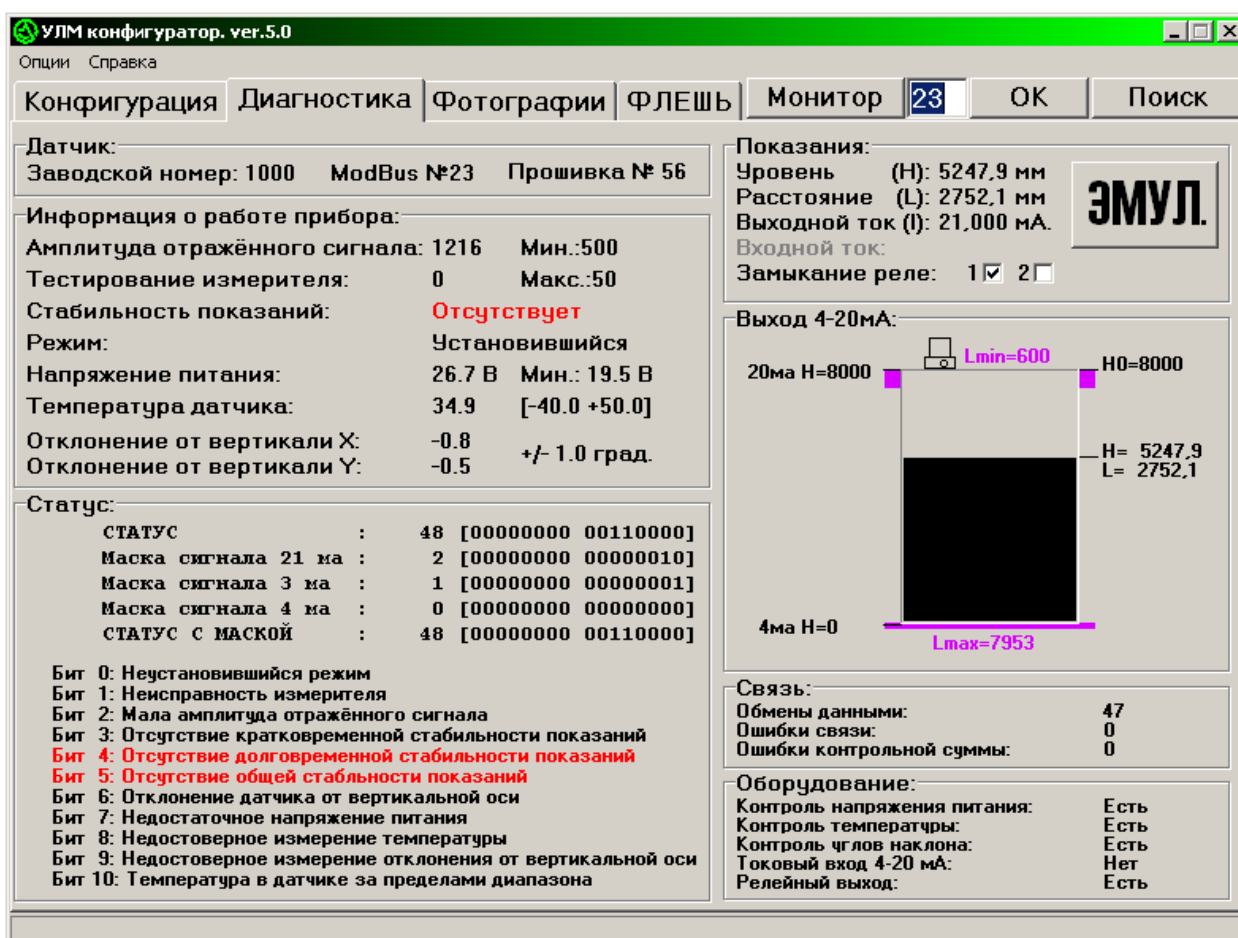 УЛМ конфигуратор. ver.5.0
Опции Справка
Конфигурация Диагностика Фотографии ФЛЕШЬ Монитор 23 OK Поиск
Датчик:
Заводской номер: 1000 ModBus №23 Прошивка № 56
Информация о работе прибора:
Амплитуда отражённого сигнала: 1216 Мин.:500
Тестирование измерителя: 0 Макс.:50
Стабильность показаний: Отсутствует
Режим: Установившийся
Напряжение питания: 26.7 В Мин.: 19.5 В
Температура датчика: 34.9 [-40.0 +50.0]
Отклонение от вертикали X: -0.8
Отклонение от вертикали Y: -0.5
+/- 1.0 град.
Статус:
СТАТУС : 48 [00000000 00110000]
Маска сигнала 21 ма : 2 [00000000 00000010]
Маска сигнала 3 ма : 1 [00000000 00000001]
Маска сигнала 4 ма : 0 [00000000 00000000]
СТАТУС С МАСКОЙ : 48 [00000000 00110000]
Бит 0: Неустановившийся режим
Бит 1: Неисправность измерителя
Бит 2: Мала амплитуда отражённого сигнала
Бит 3: Отсутствие кратковременной стабильности показаний
Бит 4: Отсутствие долговременной стабильности показаний
Бит 5: Отсутствие общей стабльности показаний
Бит 6: Отклонение датчика от вертикальной оси
Бит 7: Недостаточное напряжение питания
Бит 8: Недостоверное измерение температуры
Бит 9: Недостоверное измерение отклонения от вертикальной оси
Бит 10: Температура в датчике за пределами диапазона
Показания:
Уровень (H): 5247,9 мм
Расстояние (L): 2752,1 мм
Выходной ток (I): 21,000 мА.
Входной ток:
Замыкание реле: 1 2
ЭМУЛ.
Выход 4-20мА:
Lmin=600
20ма H=8000
H0=8000
H= 5247,9
L= 2752,1
4ма H=0
Lmax=7953
Связь:
Обмены данными: 47
Ошибки связи: 0
Ошибки контрольной суммы: 0
Оборудование:
Контроль напряжения питания: Есть
Контроль температуры: Есть
Контроль углов наклона: Есть
Токовый вход 4-20 мА: Нет
Релейный выход: Есть